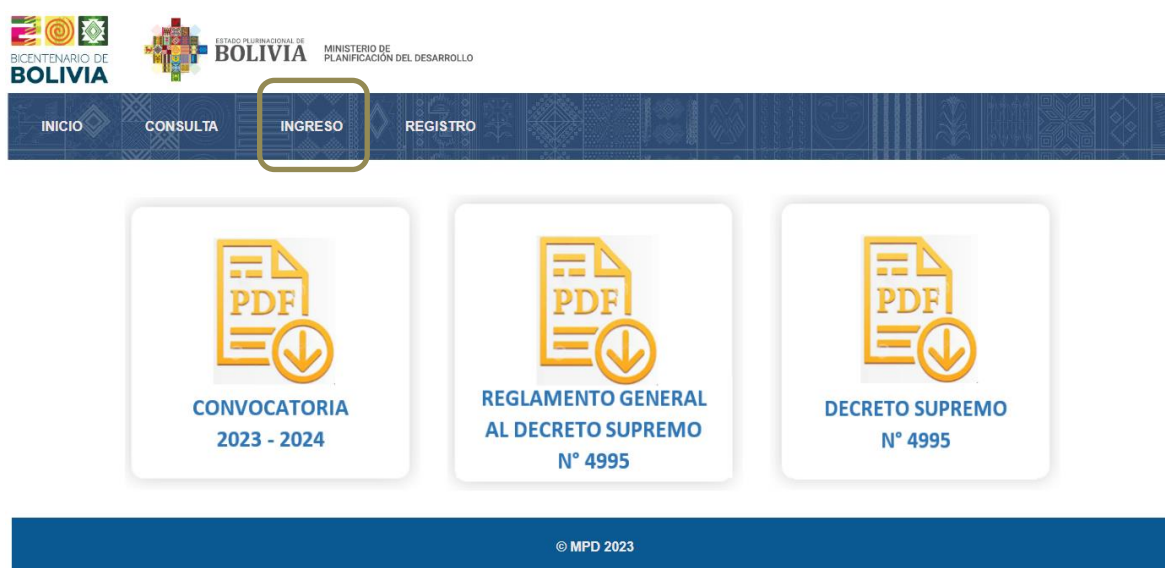 BICENTENARIO DE
BOLIVIA
ESTADO PLURINACIONAL DE
BOLIVIA
MINISTERIO DE
PLANIFICACIÓN DEL DESARROLLO
INICIO CONSULTA INGRESO REGISTRO
PDF
CONVOCATORIA
2023 - 2024
PDF
REGLAMENTO GENERAL
AL DECRETO SUPREMO
N° 4995
PDF
DECRETO SUPREMO
N° 4995
© MPD 2023